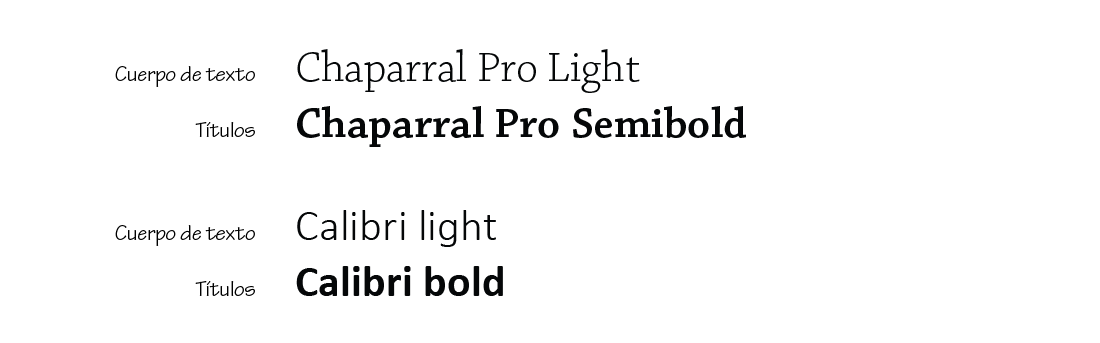 Cuerpo de texto Chaparral Pro Light
Títulos Chaparral Pro Semibold
Cuerpo de texto Calibri light
Títulos Calibri bold